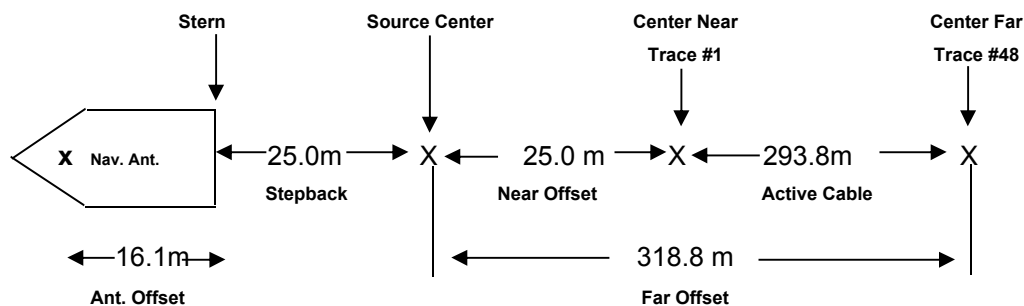 Stern Source Center Center Near Center Far
Trace #1 Trace #48
X Nav. Ant. 25.0m X 25.0 m X 293.8m X
Stepback Near Offset Active Cable
16.1m 318.8 m
Ant. Offset Far Offset